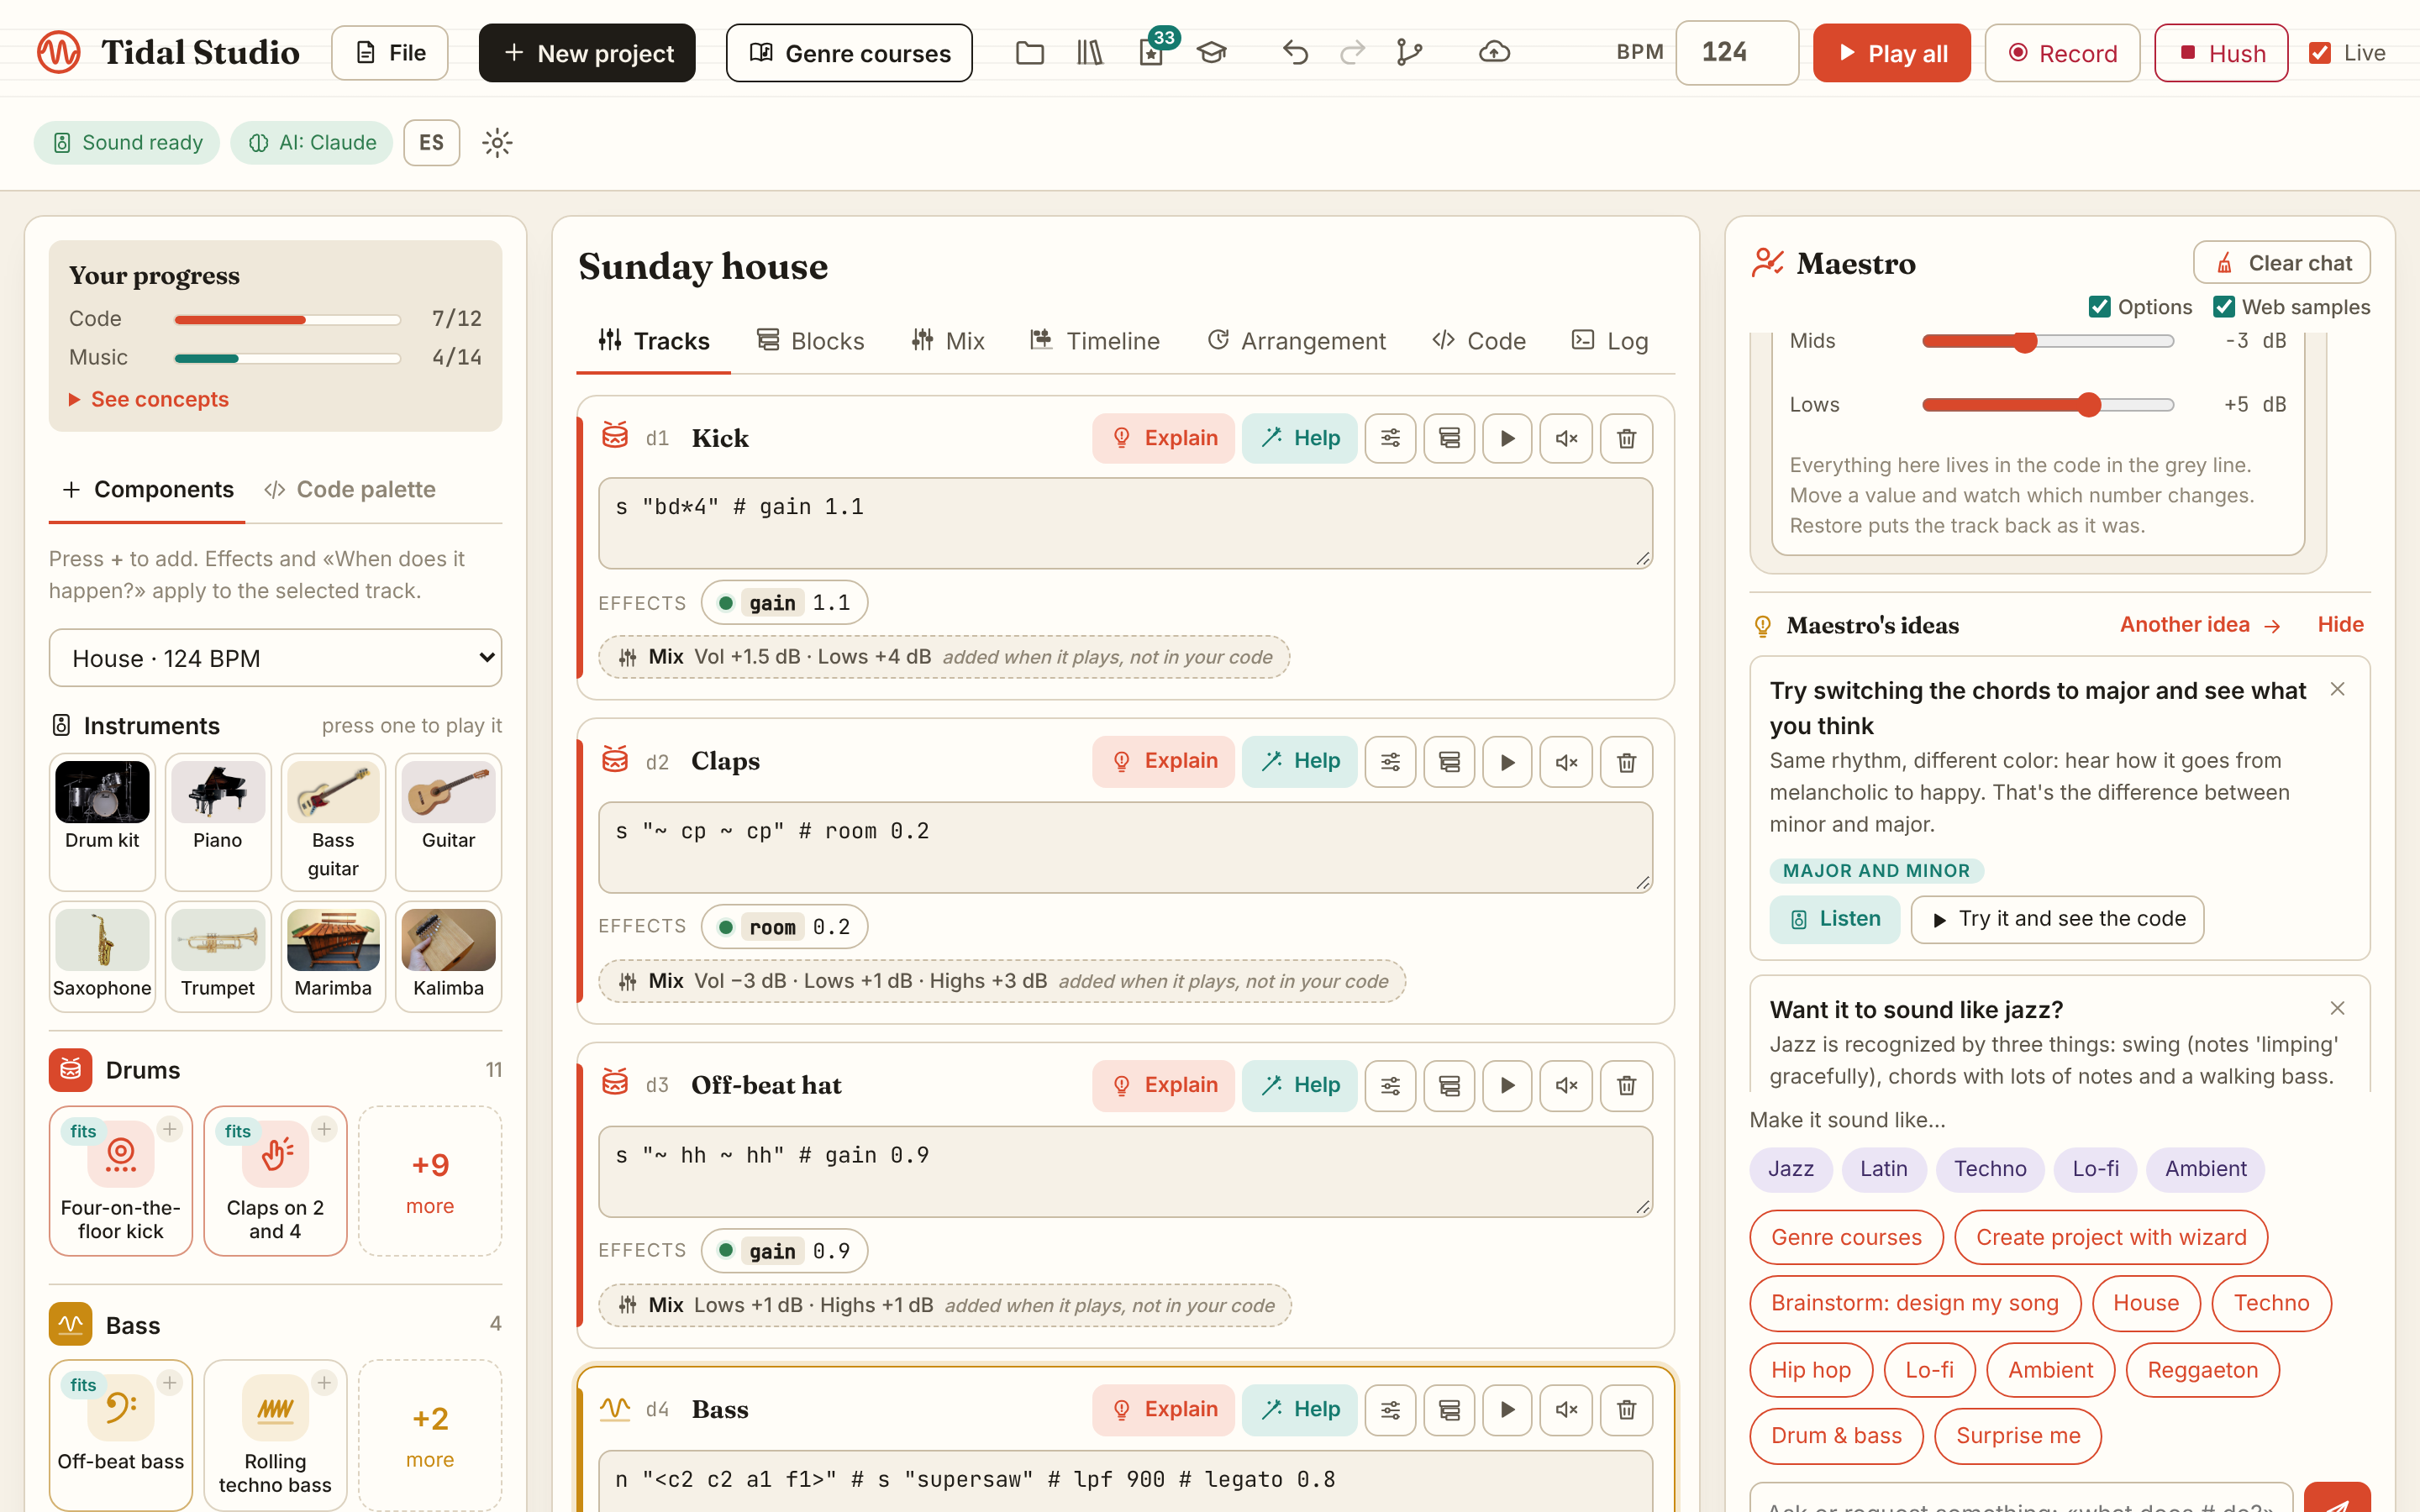 Tidal Studio
File
New project
Genre courses
33
BPM
124
Play all
Record
Hush
Live
Sound ready
AI: Claude
ES
Your progress
Code 7/12
Music 4/14
See concepts
Components
Code palette
Press + to add. Effects and «When does it
happen?» apply to the selected track.
House · 124 BPM
Instruments
press one to play it
Drum kit
Piano
Bass
guitar
Guitar
Saxophone
Trumpet
Marimba
Kalimba
Drums
11
fits
Four-on-the-
floor kick
fits
Claps on 2
and 4
+9
more
Bass
4
fits
Off-beat bass
Rolling
techno bass
+2
more
Sunday house
Tracks
Blocks
Mix
Timeline
Arrangement
Code
Log
d1 Kick
Explain
Help
s "bd*4" # gain 1.1
EFFECTS gain 1.1
Mix Vol +1.5 dB · Lows +4 dB added when it plays, not in your code
d2 Claps
Explain
Help
s "~ cp ~ cp" # room 0.2
EFFECTS room 0.2
Mix Vol −3 dB · Lows +1 dB · Highs +3 dB added when it plays, not in your code
d3 Off-beat hat
Explain
Help
s "~ hh ~ hh" # gain 0.9
EFFECTS gain 0.9
Mix Lows +1 dB · Highs +1 dB added when it plays, not in your code
d4 Bass
Explain
Help
n "<c2 c2 a1 f1>" # s "supersaw" # lpf 900 # legato 0.8
Maestro
Clear chat
Options
Web samples
Mids -3 dB
Lows +5 dB
Everything here lives in the code in the grey line.
Move a value and watch which number changes.
Restore puts the track back as it was.
Maestro's ideas
Another idea →
Hide
Try switching the chords to major and see what
you think
Same rhythm, different color: hear how it goes from
melancholic to happy. That's the difference between
minor and major.
MAJOR AND MINOR
Listen
Try it and see the code
Want it to sound like jazz?
Jazz is recognized by three things: swing (notes 'limping'
gracefully), chords with lots of notes and a walking bass.
Make it sound like...
Jazz
Latin
Techno
Lo-fi
Ambient
Genre courses
Create project with wizard
Brainstorm: design my song
House
Techno
Hip hop
Lo-fi
Ambient
Reggaeton
Drum & bass
Surprise me
Ask or request something: «what does # do?»